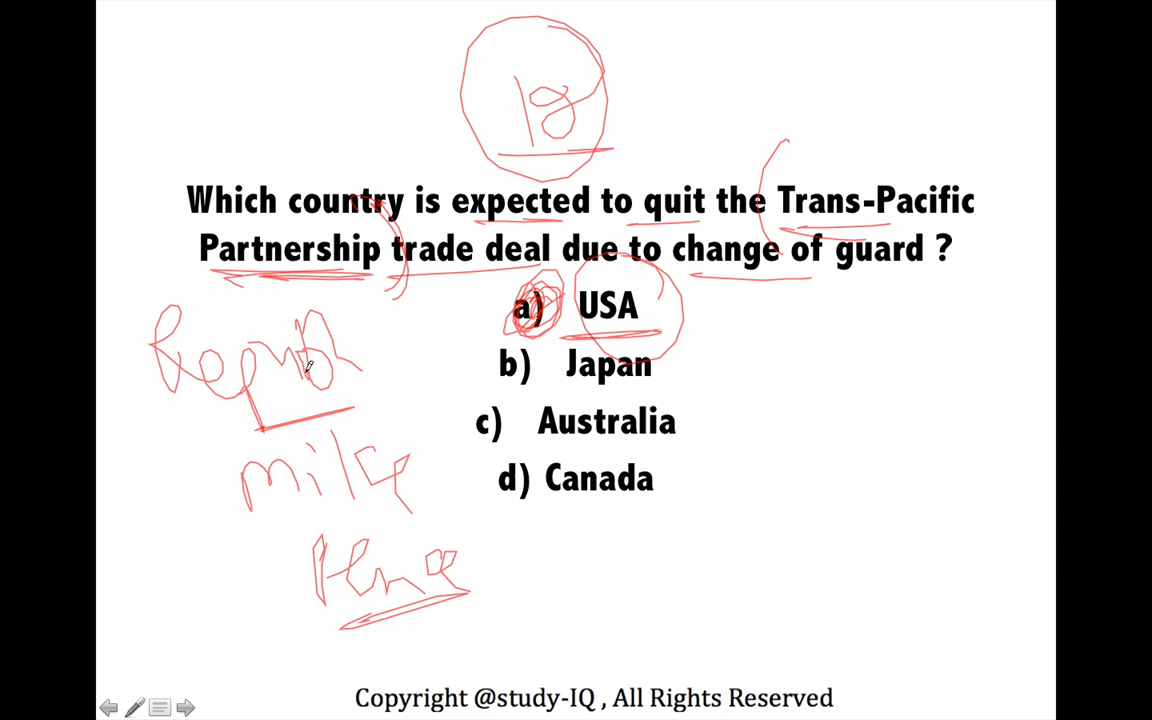 18
Which country is expected to quit the Trans-Pacific
Partnership trade deal due to change of guard ?
a) USA
b) Japan
c) Australia
d) Canada
Copyright @study-IQ , All Rights Reserved